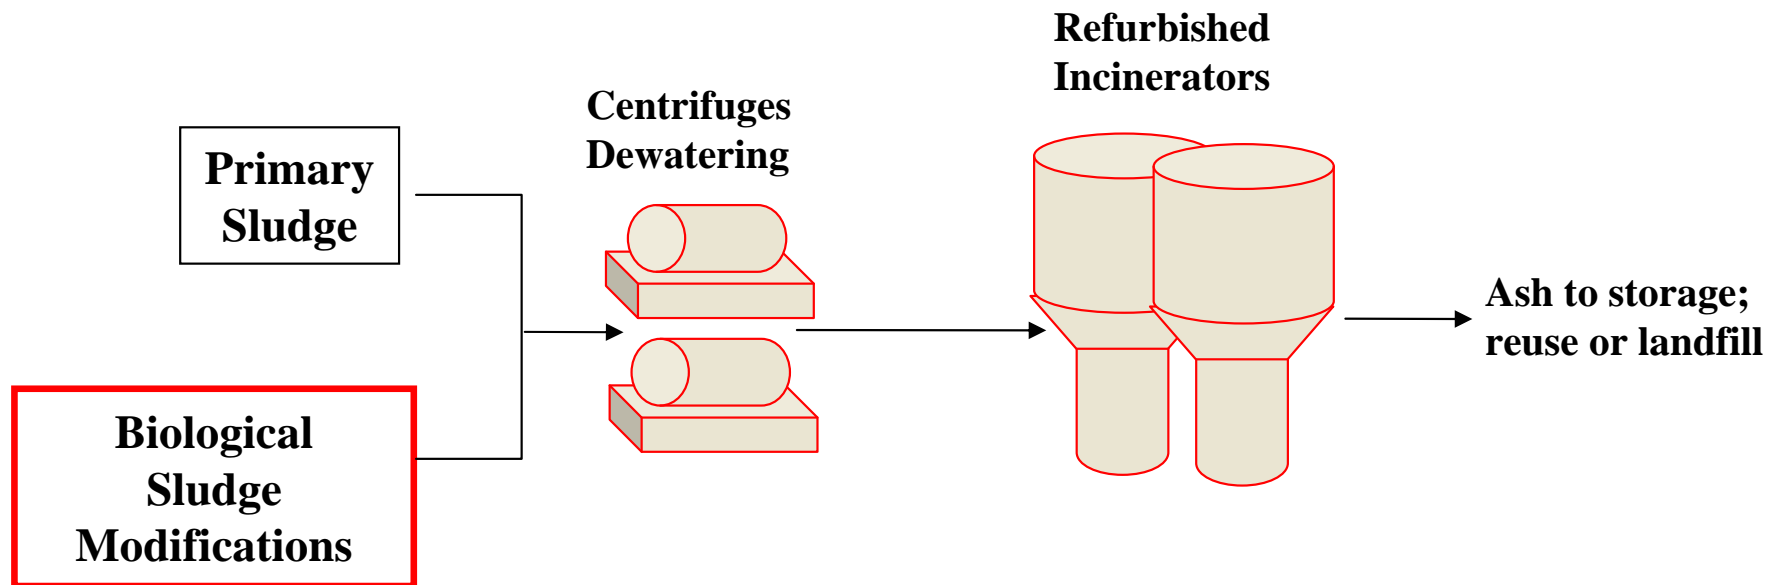 Refurbished
Incinerators
Centrifuges
Dewatering
Primary
Sludge
Ash to storage;
reuse or landfill
Biological
Sludge
Modifications